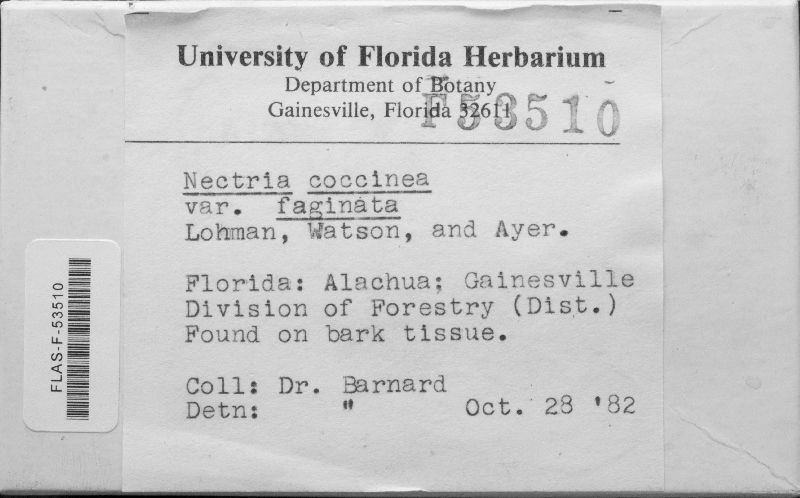 University of Florida Herbarium
Department of Botany
Gainesville, Florida 32611
F53510
Nectria coccinea
var. faginata
Lohman, Watson, and Ayer.
Florida: Alachua; Gainesville
Division of Forestry (Dist.)
Found on bark tissue.
Coll: Dr. Barnard
Detn: " Oct. 28 '82
FLAS-F-53510